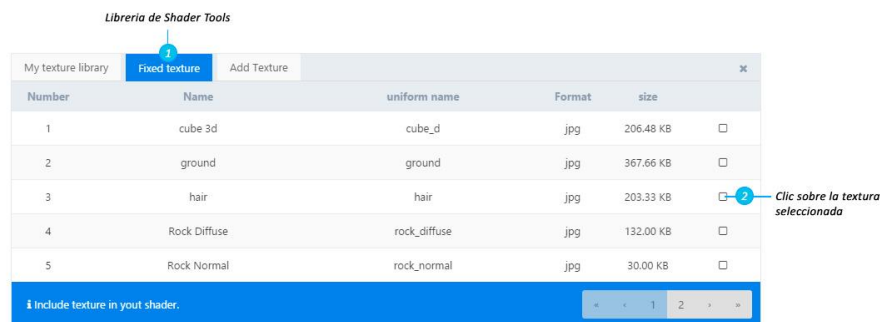 Libreria de Shader Tools
1
My texture library Fixed texture Add Texture ×
Number Name uniform name Format size
1 cube 3d cube_d jpg 206.48 KB
2 ground ground jpg 367.66 KB
3 hair hair jpg 203.33 KB
2 Clic sobre la textura
seleccionada
4 Rock Diffuse rock_diffuse jpg 132.00 KB
5 Rock Normal rock_normal jpg 30.00 KB
i Include texture in yout shader. « ‹ 1 2 › »